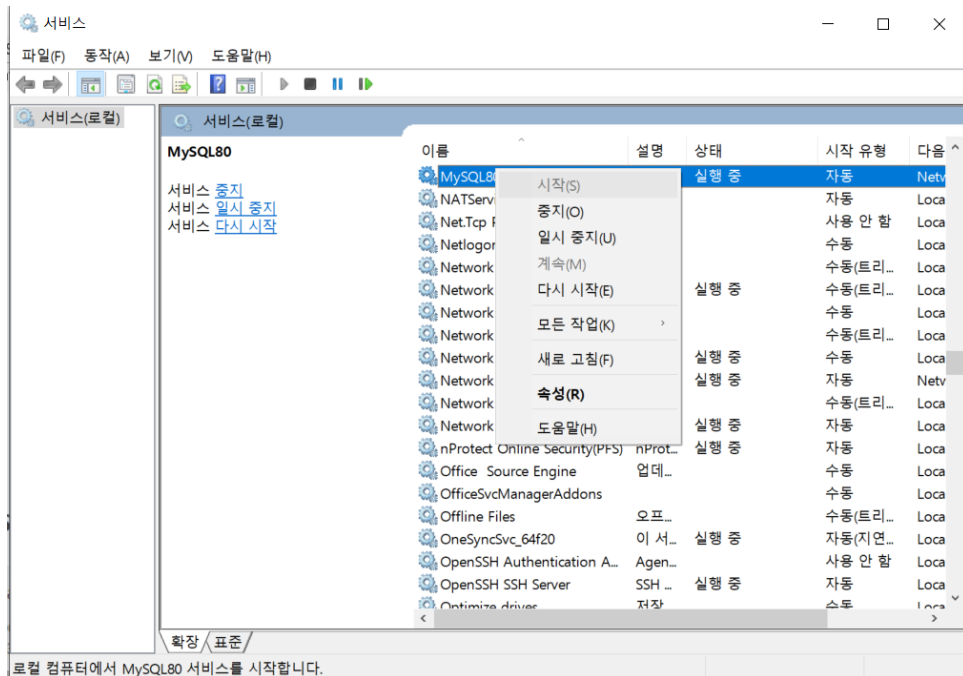 서비스
파일(F) 동작(A) 보기(V) 도움말(H)
서비스(로컬)
서비스(로컬)
MySQL80
서비스 중지
서비스 일시 중지
서비스 다시 시작
이름 설명 상태 시작 유형 다음
MySQL80 실행 중 자동 Netw
NATServi 자동 Loca
Net.Tcp P 사용 안 함 Loca
Netlogon 수동 Loca
Network 수동(트리... Loca
Network 실행 중 수동(트리... Loca
Network 수동 Loca
Network 수동(트리... Loca
Network 실행 중 수동 Loca
Network 실행 중 자동 Netw
Network 수동(트리... Loca
Network 실행 중 자동 Loca
nProtect Online Security(PFS) nProt... 실행 중 자동 Loca
Office Source Engine 업데... 수동 Loca
OfficeSvcManagerAddons 수동 Loca
Offline Files 오프... 수동(트리... Loca
OneSyncSvc_64f20 이 서... 실행 중 자동(지연... Loca
OpenSSH Authentication A... Agen... 사용 안 함 Loca
OpenSSH SSH Server SSH ... 실행 중 자동 Loca
Optimize drives 저장 수동 Loca
시작(S)
중지(O)
일시 중지(U)
계속(M)
다시 시작(E)
모든 작업(K)
새로 고침(F)
속성(R)
도움말(H)
확장 표준
로컬 컴퓨터에서 MySQL80 서비스를 시작합니다.